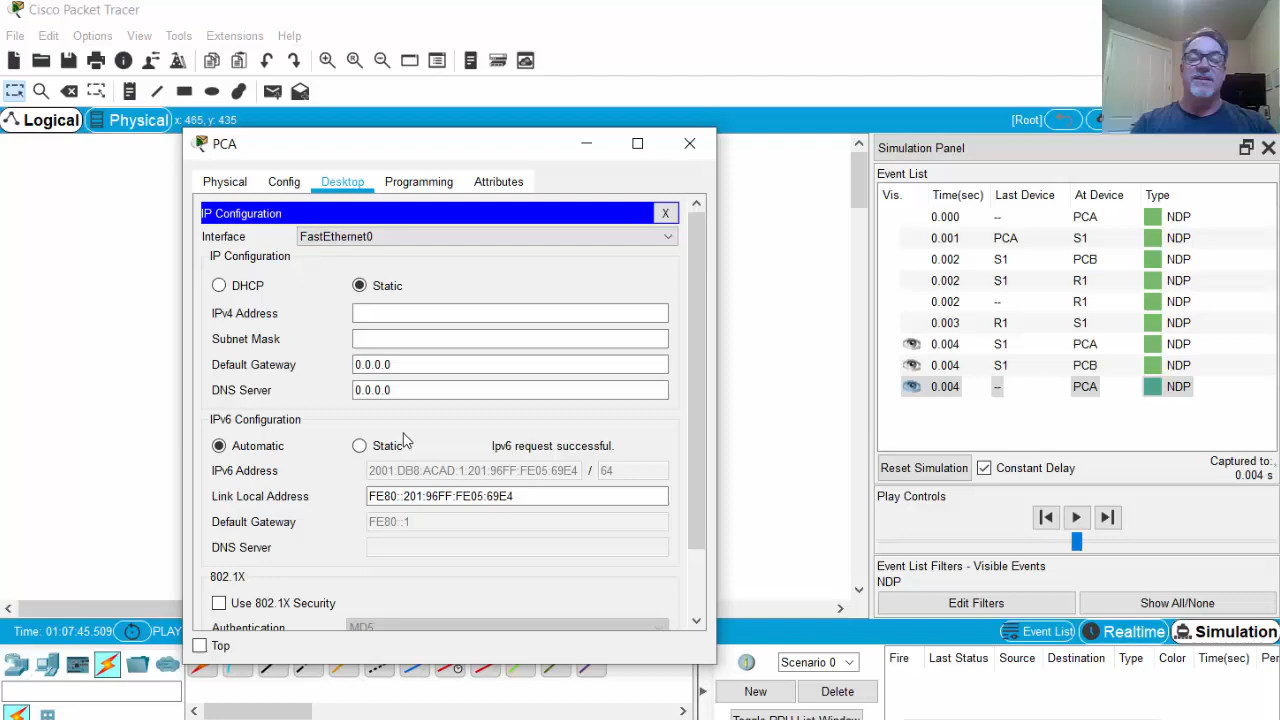 Cisco Packet Tracer
File Edit Options View Tools Extensions Help
Logical Physical x: 465, y: 435 [Root]
PCA
Physical Config Desktop Programming Attributes
IP Configuration X
Interface FastEthernet0
IP Configuration
DHCP Static
IPv4 Address
Subnet Mask
Default Gateway 0.0.0.0
DNS Server 0.0.0.0
IPv6 Configuration
Automatic Static Ipv6 request successful.
IPv6 Address 2001:DB8:ACAD:1:201:96FF:FE05:69E4 / 64
Link Local Address FE80::201:96FF:FE05:69E4
Default Gateway FE80::1
DNS Server
802.1X
Use 802.1X Security
Authentication MD5
Top
Simulation Panel
Event List
Vis. Time(sec) Last Device At Device Type
0.000 -- PCA NDP
0.001 PCA S1 NDP
0.002 S1 PCB NDP
0.002 S1 R1 NDP
0.002 -- R1 NDP
0.003 R1 S1 NDP
0.004 S1 PCA NDP
0.004 S1 PCB NDP
0.004 -- PCA NDP
Reset Simulation Constant Delay Captured to:
0.004 s
Play Controls
Event List Filters - Visible Events
NDP
Edit Filters Show All/None
Time: 01:07:45.509 PLAY
Event List Realtime Simulation
Scenario 0 Fire Last Status Source Destination Type Color Time(sec)
New Delete
Toggle PDU List Window